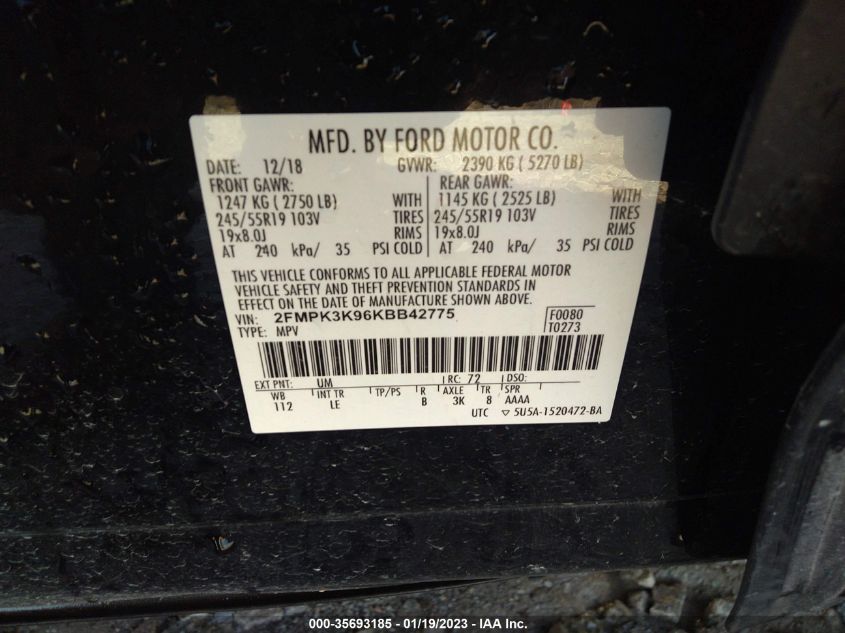 MFD. BY FORD MOTOR CO.
DATE: 12/18 GVWR: 2390 KG ( 5270 LB)
FRONT GAWR: REAR GAWR:
1247 KG ( 2750 LB) WITH 1145 KG ( 2525 LB) WITH
245/55R19 103V TIRES 245/55R19 103V TIRES
19x8.0J RIMS 19x8.0J RIMS
AT 240 kPa/ 35 PSI COLD AT 240 kPa/ 35 PSI COLD
THIS VEHICLE CONFORMS TO ALL APPLICABLE FEDERAL MOTOR
VEHICLE SAFETY AND THEFT PREVENTION STANDARDS IN
EFFECT ON THE DATE OF MANUFACTURE SHOWN ABOVE.
VIN: 2FMPK3K96KBB42775 F0080
TYPE: MPV T0273
EXT PNT: UM RC: 72 DSO:
WB INT TR TP/PS R AXLE TR SPR
112 LE B 3K 8 AAAA
UTC ▽ 5U5A-1520472-BA
000-35693185 - 01/19/2023 - © IAA Inc.